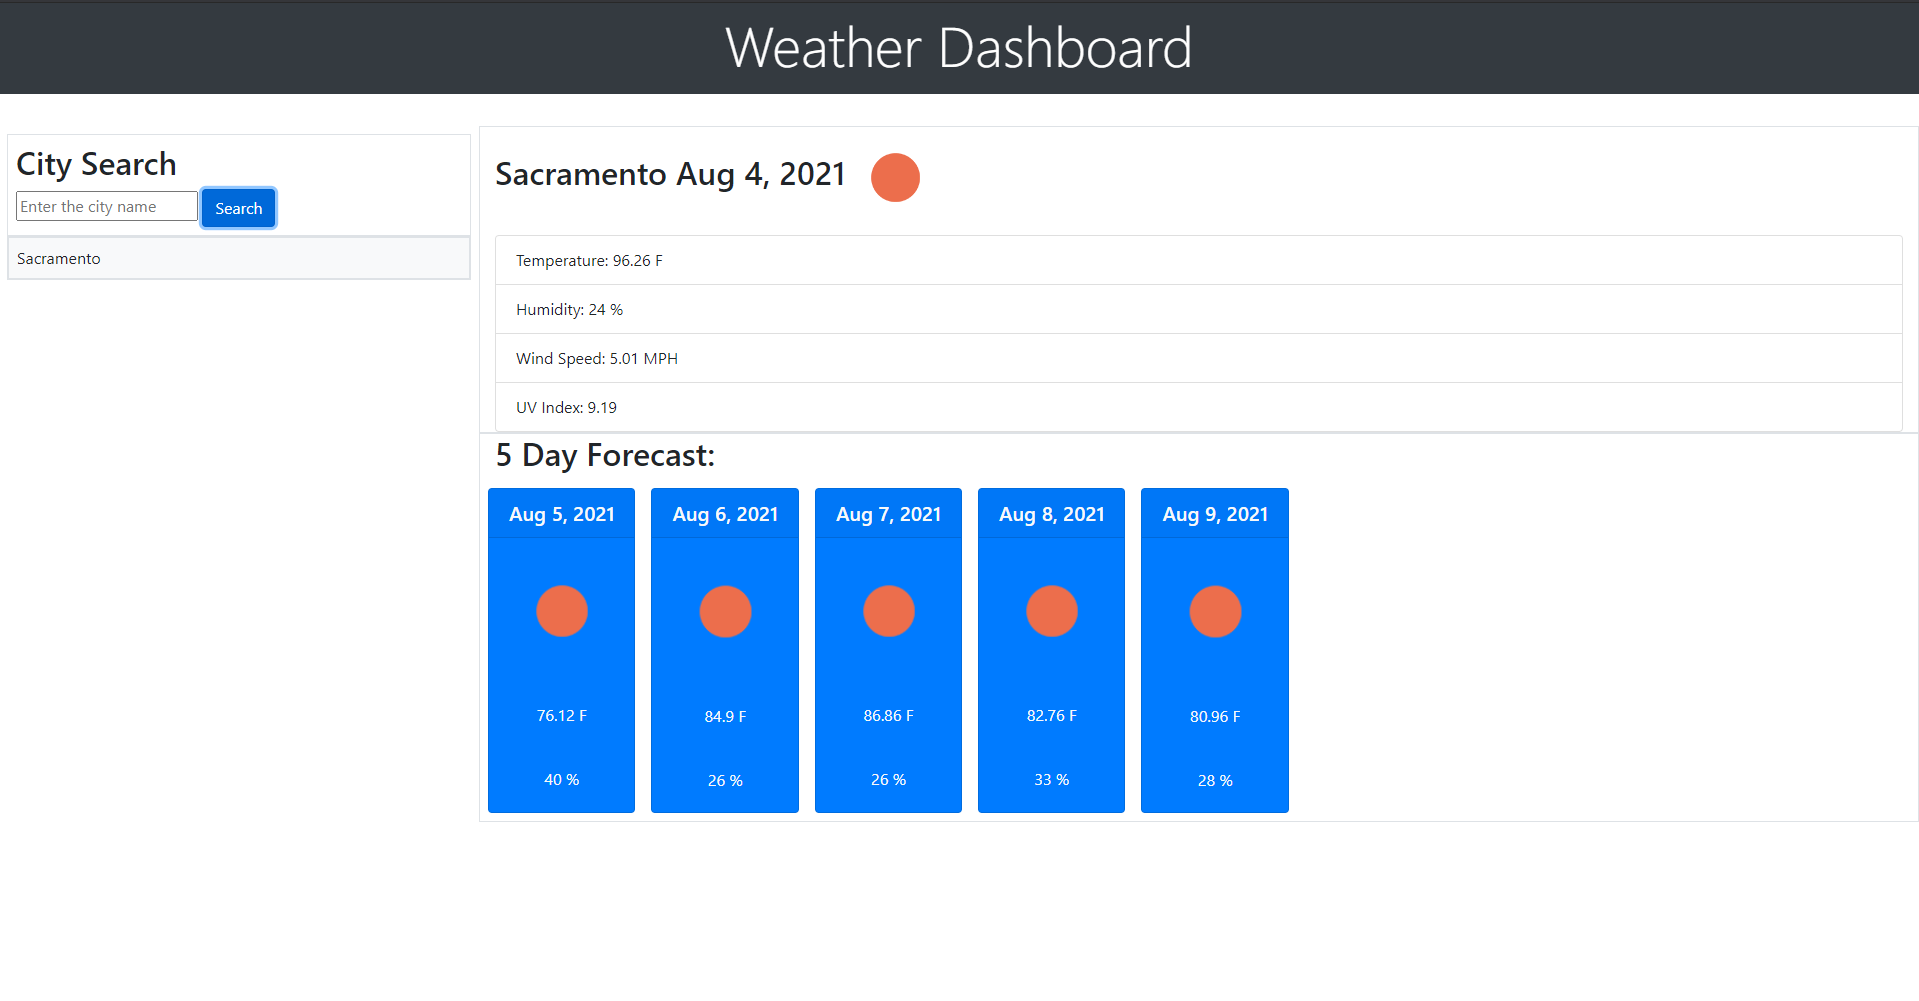 Weather Dashboard
City Search
Enter the city name
Search
Sacramento
Sacramento Aug 4, 2021
Temperature: 96.26 F
Humidity: 24 %
Wind Speed: 5.01 MPH
UV Index: 9.19
5 Day Forecast:
Aug 5, 2021
76.12 F
40 %
Aug 6, 2021
84.9 F
26 %
Aug 7, 2021
86.86 F
26 %
Aug 8, 2021
82.76 F
33 %
Aug 9, 2021
80.96 F
28 %